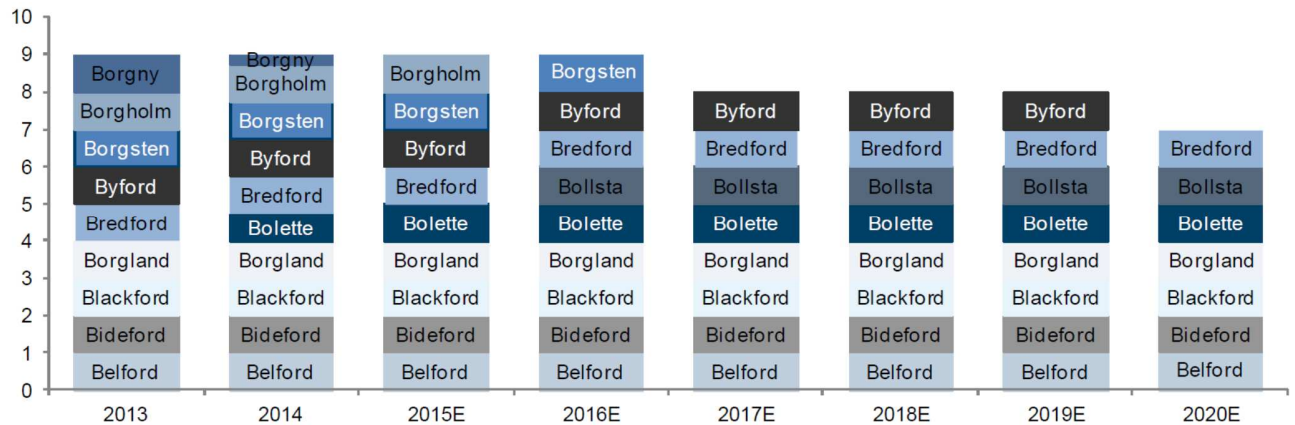 10
9
8
7
6
5
4
3
2
1
0
Borgny
Borgholm
Borgsten
Byford
Bredford
Borgland
Blackford
Bideford
Belford
Borgny
Borgholm
Borgsten
Byford
Bredford
Bolette
Borgland
Blackford
Bideford
Belford
Borgholm
Borgsten
Byford
Bredford
Bolette
Borgland
Blackford
Bideford
Belford
Borgsten
Byford
Bredford
Bollsta
Bolette
Borgland
Blackford
Bideford
Belford
Byford
Bredford
Bollsta
Bolette
Borgland
Blackford
Bideford
Belford
Byford
Bredford
Bollsta
Bolette
Borgland
Blackford
Bideford
Belford
Byford
Bredford
Bollsta
Bolette
Borgland
Blackford
Bideford
Belford
Bredford
Bollsta
Bolette
Borgland
Blackford
Bideford
Belford
2013 2014 2015E 2016E 2017E 2018E 2019E 2020E